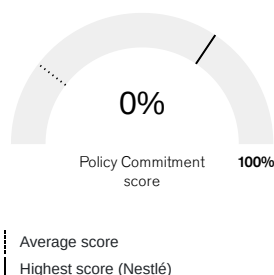 0%
Policy Commitment
100%
score
Average score
Highest score (Nestlé)